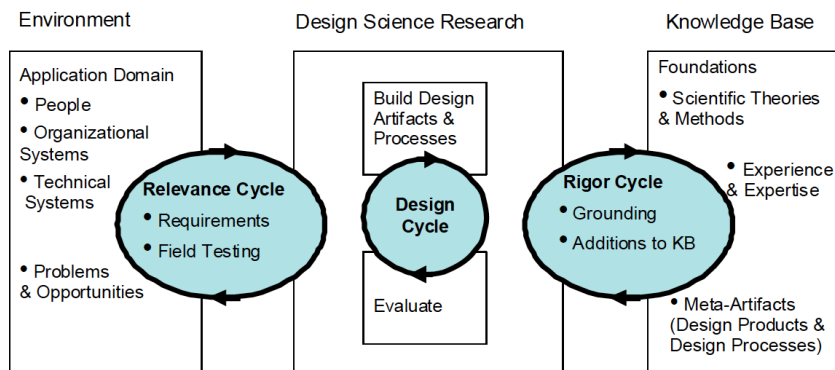 Environment
Design Science Research
Knowledge Base
Application Domain
• People
• Organizational
Systems
• Technical
Systems
• Problems
& Opportunities
Relevance Cycle
• Requirements
• Field Testing
Build Design
Artifacts &
Processes
Design
Cycle
Evaluate
Rigor Cycle
• Grounding
• Additions to KB
Foundations
• Scientific Theories
& Methods
• Experience
& Expertise
• Meta-Artifacts
(Design Products &
Design Processes)